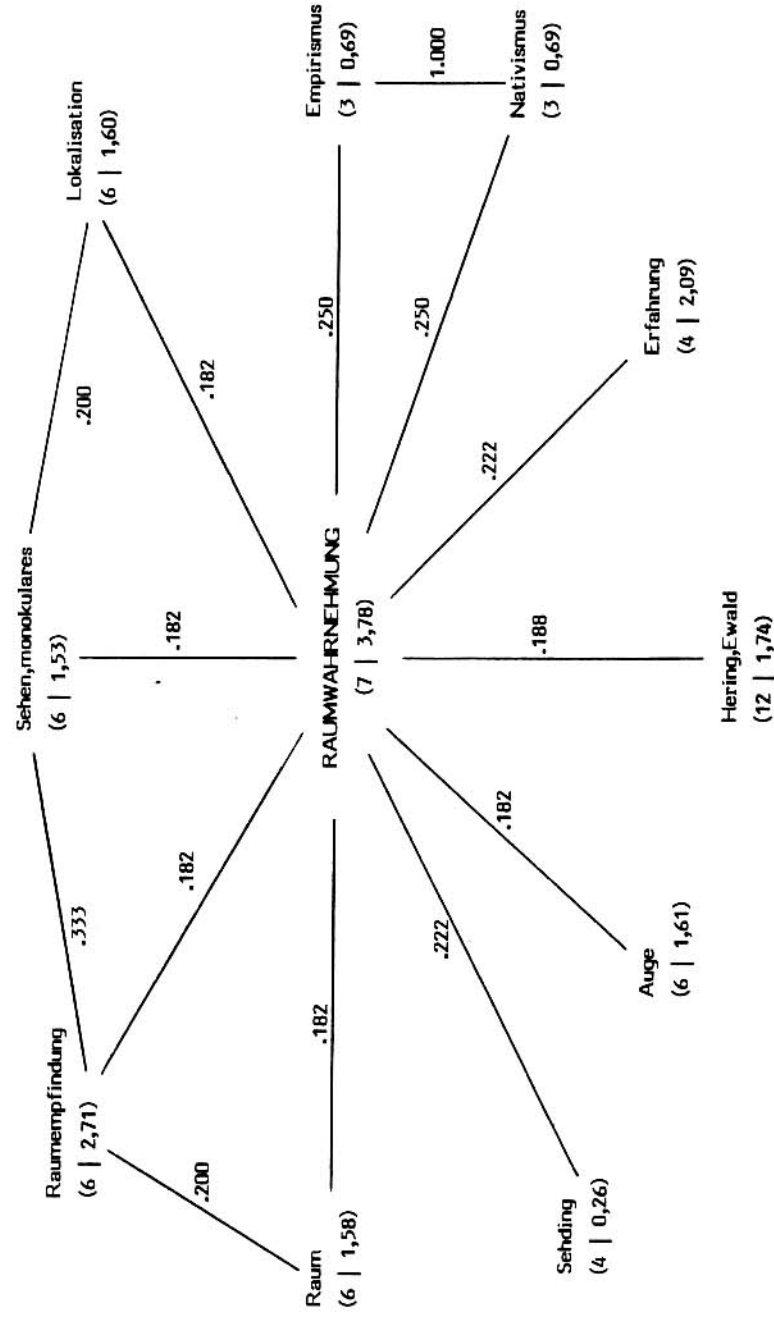 Sehen,monokulares
(6 | 1,53)
Lokalisation
(6 | 1,60)
Raumempfindung
(6 | 2,71)
.333
.200
.182
.182
.182
.200
Raum
(6 | 1,58)
.182
RAUMWAHRNEHMUNG
(7 | 3,78)
.250
Empirismus
(3 | 0,69)
1.000
Nativismus
(3 | 0,69)
.250
.222
.182
.188
.222
Sehding
(4 | 0,26)
Auge
(6 | 1,61)
Hering,Ewald
(12 | 1,74)
Erfahrung
(4 | 2,09)